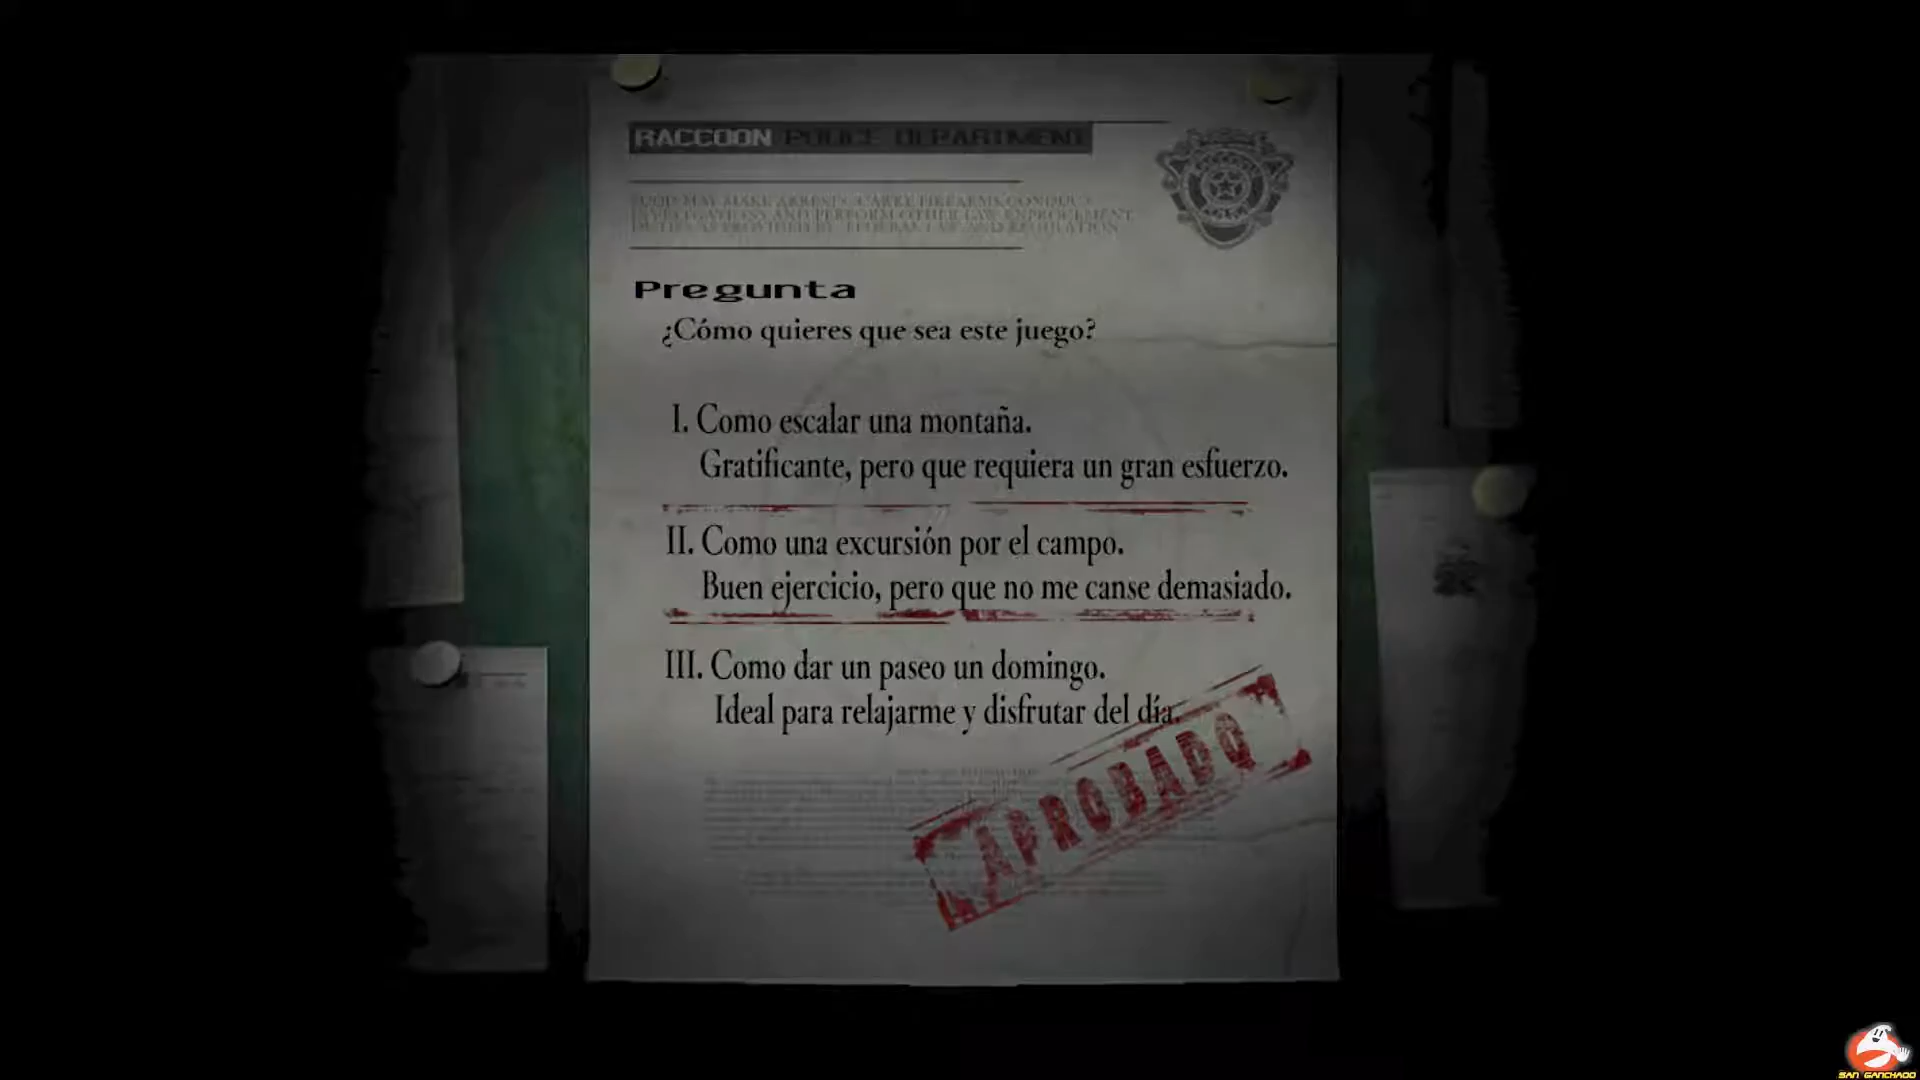 RACCOON POLICE DEPARTMENT
Pregunta
¿Cómo quieres que sea este juego?
I. Como escalar una montaña.
Gratificante, pero que requiera un gran esfuerzo.
II. Como una excursión por el campo.
Buen ejercicio, pero que no me canse demasiado.
III. Como dar un paseo un domingo.
Ideal para relajarme y disfrutar del día.
APROBADO
SAN GANCHADO